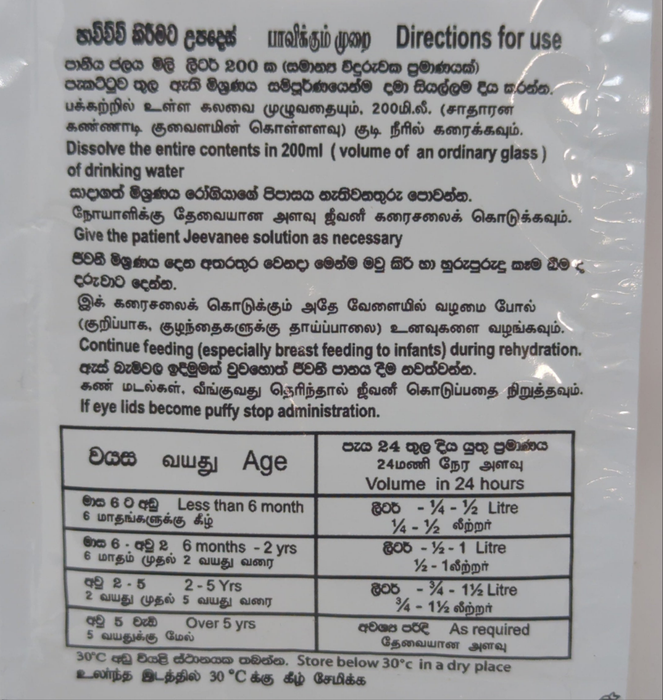 භාවිච්චි කිරීමට උපදෙස් பாவிக்கும் முறை Directions for use
පානීය ජලය මිලි ලීටර් 200 ක (සාමාන්‍ය වීදුරුවක ප්‍රමාණයක්)
පැකට්ටුව තුල ඇති මිශ්‍රණය සම්පූර්ණයෙන්ම දමා සියල්ලම දිය කරන්න.
பக்கற்றில் உள்ள கலவை முழுவதையும், 200மி.லீ. (சாதாரன
கண்ணாடி குவளையின் கொள்ளளவு) குடி நீரில் கரைக்கவும்.
Dissolve the entire contents in 200ml ( volume of an ordinary glass )
of drinking water
සාදාගත් මිශ්‍රණය රෝගියාගේ පිපාසය නැතිවනතුරු පොවන්න.
நோயாளிக்கு தேவையான அளவு ஜீவனி கரைசலைக் கொடுக்கவும்.
Give the patient Jeevanee solution as necessary
ජීවනී මිශ්‍රණය දෙන අතරතුර වෙනදා මෙන්ම මව් කිරි හා හුරුපුරුදු කෑම බීම ද
දරුවාට දෙන්න.
இக் கரைசலைக் கொடுக்கும் அதே வேளையில் வழமை போல்
(குறிப்பாக, குழந்தைகளுக்கு தாய்ப்பாலை) உனவுகளை வழங்கவும்.
Continue feeding (especially breast feeding to infants) during rehydration.
ඇස් බැම්වල ඉදිමුමක් වුවහොත් ජීවනී පානය දීම නවත්වන්න.
கண் மடல்கள், வீங்குவது தெரிந்தால் ஜீவனி கொடுப்பதை நிறுத்தவும்.
If eye lids become puffy stop administration.
වයස வயது Age
පැය 24 තුල දිය යුතු ප්‍රමාණය
24மணி நேர அளவு
Volume in 24 hours
මාස 6 ට අඩු Less than 6 month
6 மாதங்களுக்கு கீழ்
ලීටර් - ¼ - ½ Litre
¼ - ½ லீற்றர்
මාස 6 - අවු 2 6 months - 2 yrs
6 மாதம் முதல் 2 வயது வரை
ලීටර් - ½ - 1 Litre
½ - 1லீற்றர்
අවු 2 - 5 2 - 5 Yrs
2 வயது முதல் 5 வயது வரை
ලීටර් - ¾ - 1½ Litre
¾ - 1½ லீற்றர்
අවු 5 වැඩි Over 5 yrs
5 வயதுக்கு மேல்
අවශ්‍ය පරිදි As required
தேவையான அளவு
30°C අඩු වියළි ස්ථානයක තබන්න. Store below 30°c in a dry place
உலர்ந்த இடத்தில் 30 °C க்கு கீழ் சேமிக்க